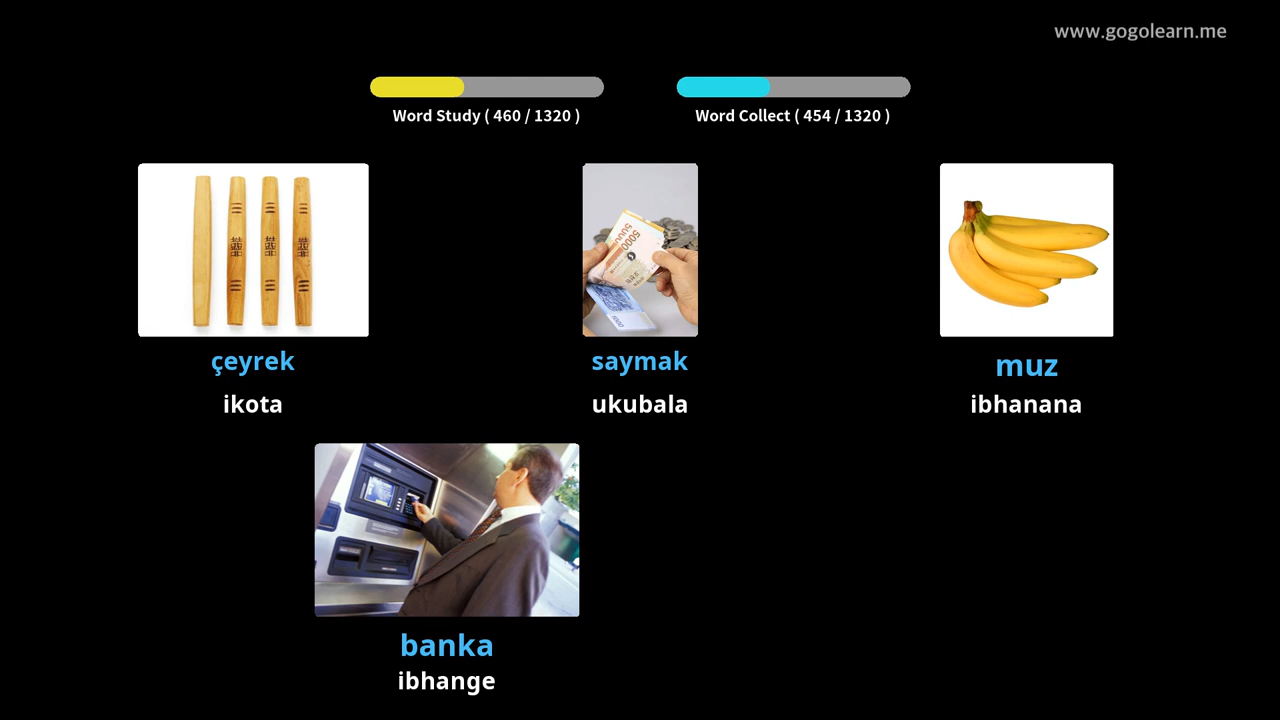 www.gogolearn.me
Word Study ( 460 / 1320 )
Word Collect ( 454 / 1320 )
çeyrek
ikota
saymak
ukubala
muz
ibhanana
banka
ibhange
5000